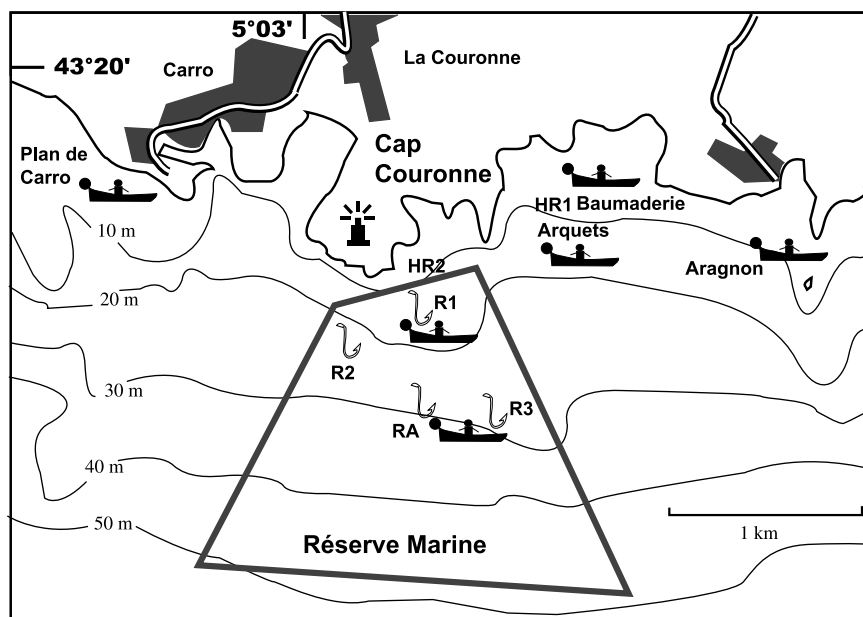 5°03'
43°20'
Carro
La Couronne
Plan de
Carro
Cap
Couronne
HR1 Baumaderie
Arquets
Aragnon
10 m
HR2
20 m
R1
R2
30 m
R3
RA
40 m
50 m
1 km
Réserve Marine